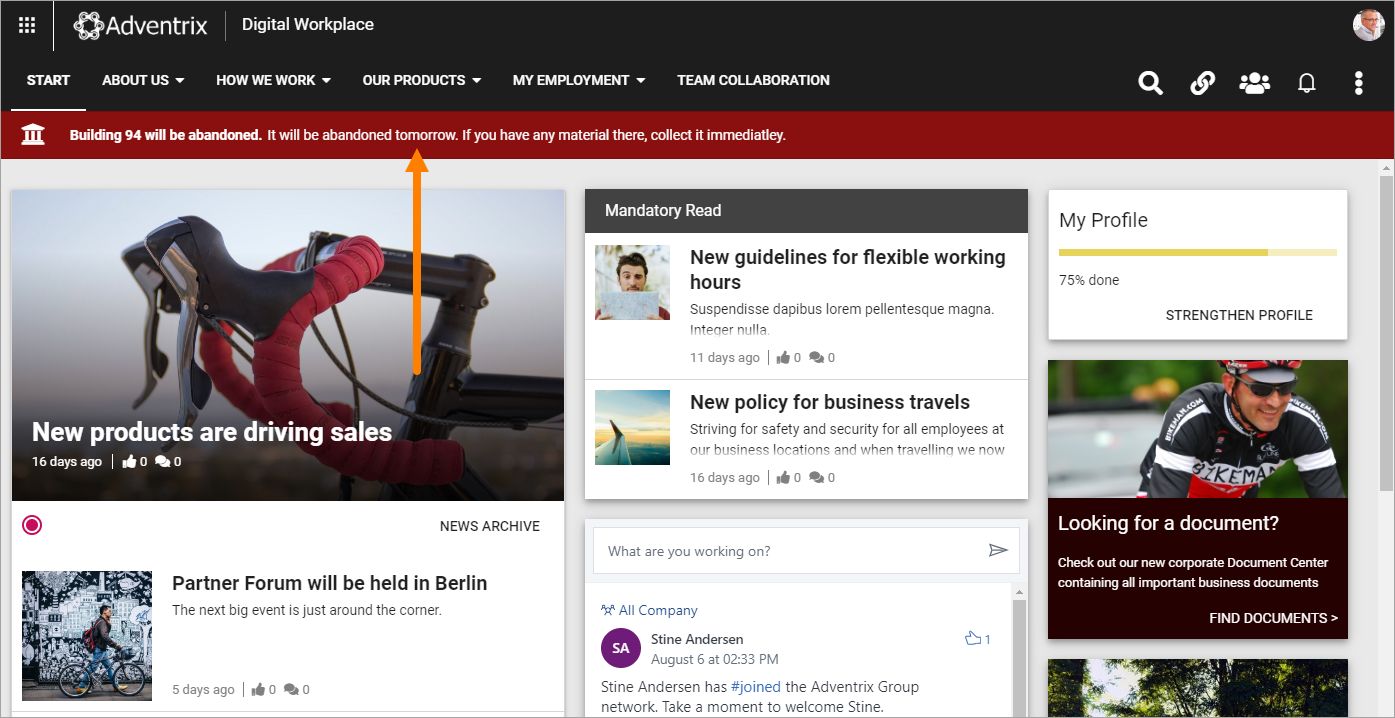 Adventrix
Digital Workplace
START
ABOUT US
HOW WE WORK
OUR PRODUCTS
MY EMPLOYMENT
TEAM COLLABORATION
Building 94 will be abandoned. It will be abandoned tomorrow. If you have any material there, collect it immediatley.
New products are driving sales
16 days ago | 0 0
NEWS ARCHIVE
Partner Forum will be held in Berlin
The next big event is just around the corner.
5 days ago | 0 0
Mandatory Read
New guidelines for flexible working
hours
Suspendisse dapibus lorem pellentesque magna.
Integer nulla.
11 days ago | 0 0
New policy for business travels
Striving for safety and security for all employees at
our business locations and when travelling we now
16 days ago | 0 0
What are you working on?
All Company
SA
Stine Andersen
August 6 at 02:33 PM
1
Stine Andersen has #joined the Adventrix Group
network. Take a moment to welcome Stine.
My Profile
75% done
STRENGTHEN PROFILE
BIKEMAN.COM
BIKEMAN
Looking for a document?
Check out our new corporate Document Center
containing all important business documents
FIND DOCUMENTS >